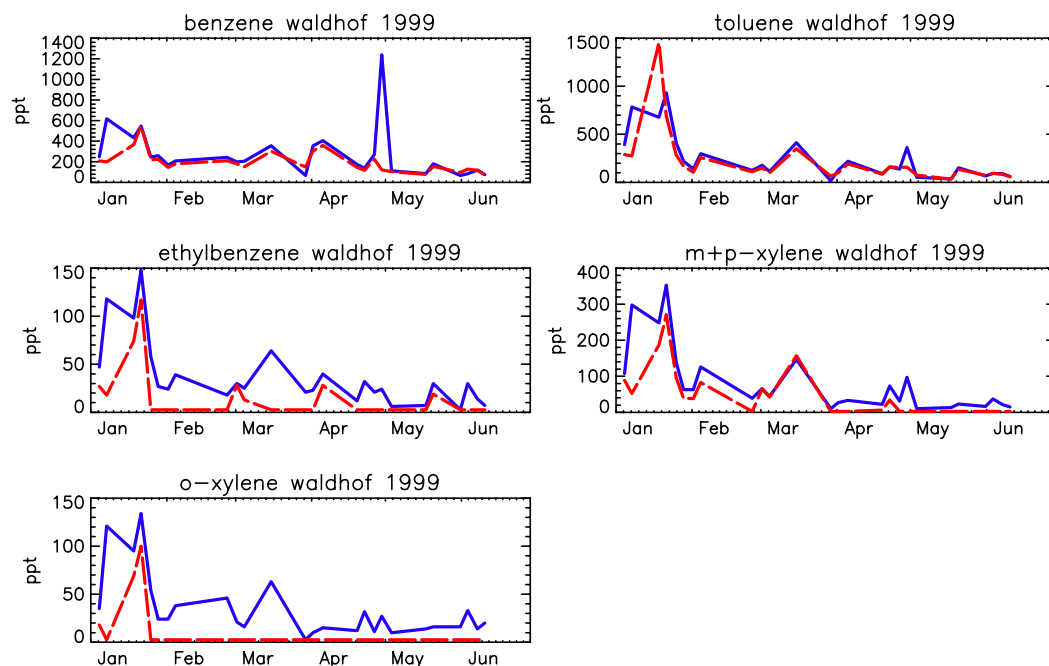 benzene waldhof 1999
1400
1200
1000
800
600
400
200
0
ppt
Jan Feb Mar Apr May Jun
toluene waldhof 1999
1500
1000
500
0
ppt
Jan Feb Mar Apr May Jun
ethylbenzene waldhof 1999
150
100
50
0
ppt
Jan Feb Mar Apr May Jun
m+p-xylene waldhof 1999
400
300
200
100
0
ppt
Jan Feb Mar Apr May Jun
o-xylene waldhof 1999
150
100
50
0
ppt
Jan Feb Mar Apr May Jun